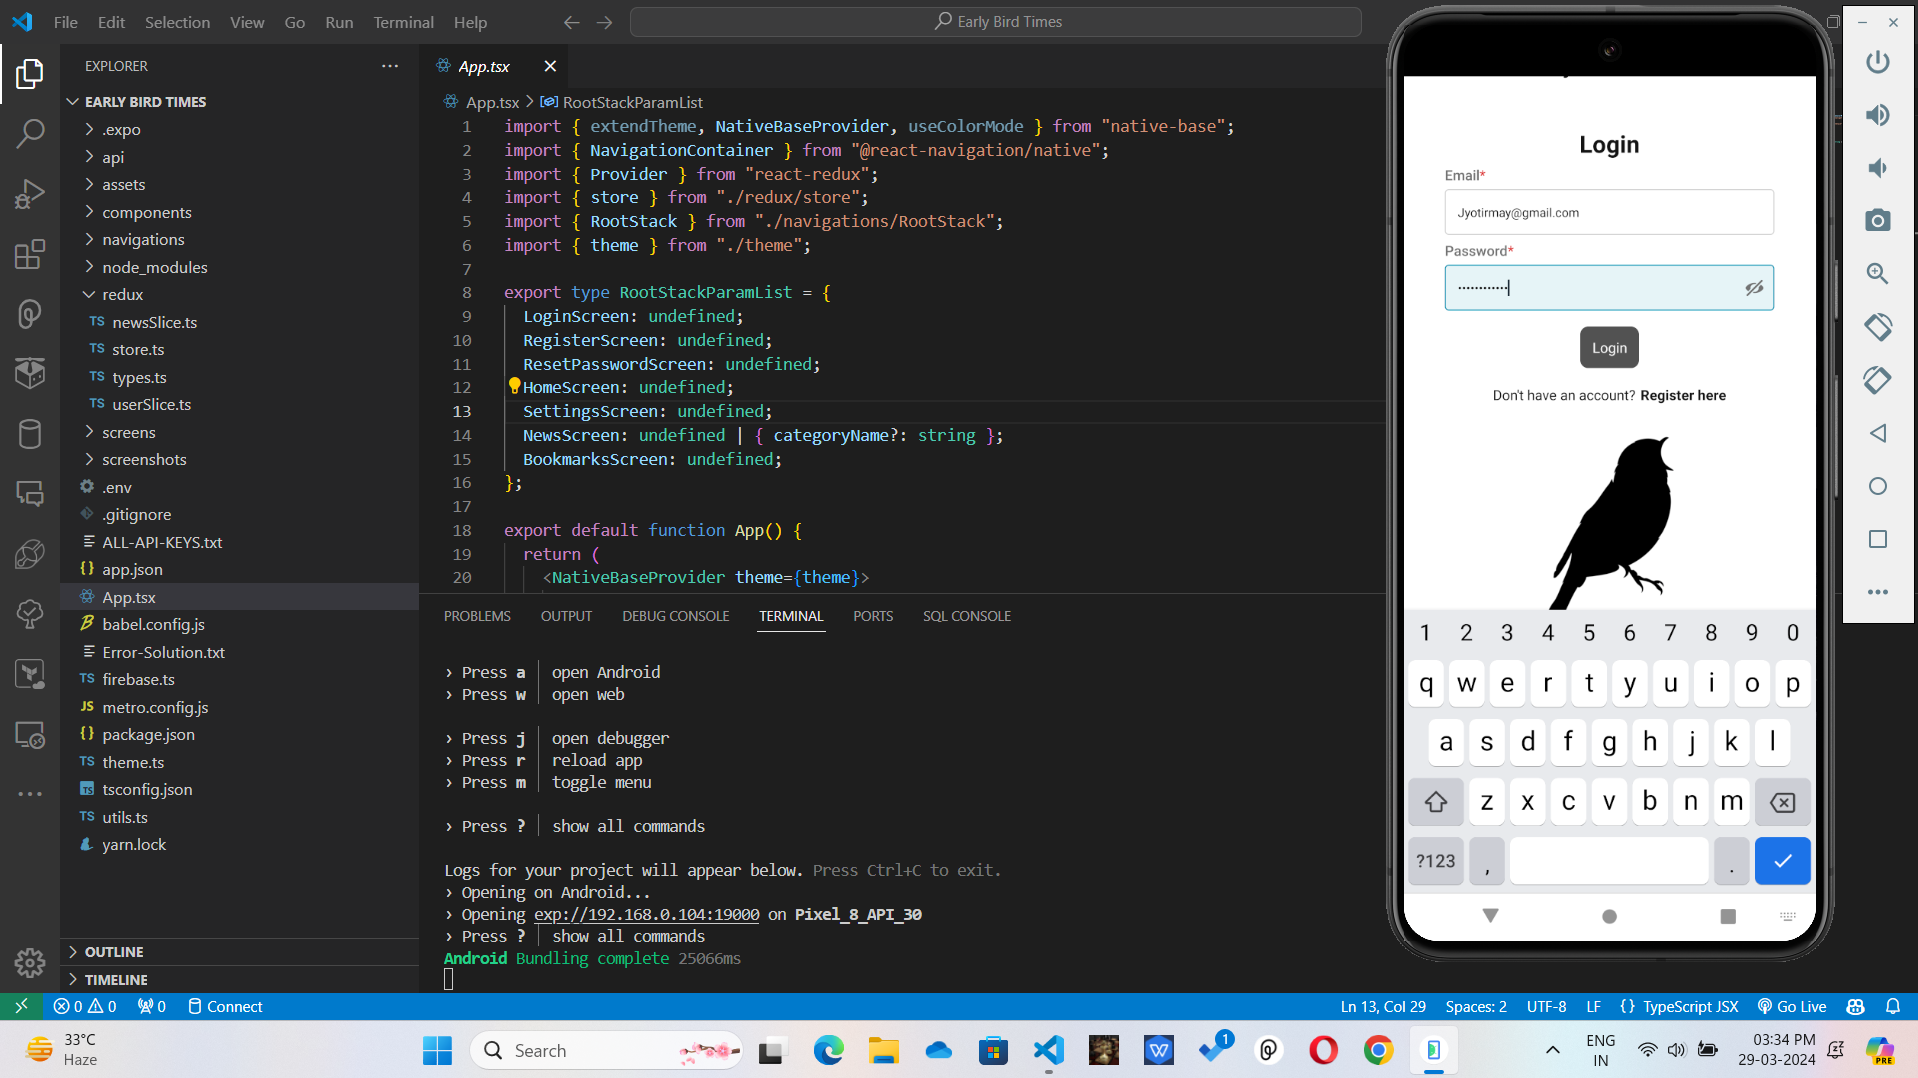 File Edit Selection View Go Run Terminal Help
Early Bird Times
EXPLORER
EARLY BIRD TIMES
.expo
api
assets
components
navigations
node_modules
redux
TS newsSlice.ts
TS store.ts
TS types.ts
TS userSlice.ts
screens
screenshots
.env
.gitignore
ALL-API-KEYS.txt
{} app.json
App.tsx
babel.config.js
Error-Solution.txt
TS firebase.ts
JS metro.config.js
{} package.json
TS theme.ts
TS tsconfig.json
TS utils.ts
yarn.lock
OUTLINE
TIMELINE
App.tsx
App.tsx > RootStackParamList
1 import { extendTheme, NativeBaseProvider, useColorMode } from "native-base";
2 import { NavigationContainer } from "@react-navigation/native";
3 import { Provider } from "react-redux";
4 import { store } from "./redux/store";
5 import { RootStack } from "./navigations/RootStack";
6 import { theme } from "./theme";
7
8 export type RootStackParamList = {
9 LoginScreen: undefined;
10 RegisterScreen: undefined;
11 ResetPasswordScreen: undefined;
12 HomeScreen: undefined;
13 SettingsScreen: undefined;
14 NewsScreen: undefined | { categoryName?: string };
15 BookmarksScreen: undefined;
16 };
17
18 export default function App() {
19 return (
20 <NativeBaseProvider theme={theme}>
PROBLEMS OUTPUT DEBUG CONSOLE TERMINAL PORTS SQL CONSOLE
› Press a │ open Android
› Press w │ open web
› Press j │ open debugger
› Press r │ reload app
› Press m │ toggle menu
› Press ? │ show all commands
Logs for your project will appear below. Press Ctrl+C to exit.
› Opening on Android...
› Opening exp://192.168.0.104:19000 on Pixel_8_API_30
› Press ? │ show all commands
Android Bundling complete 25066ms
Login
Email*
Jyotirmay@gmail.com
Password*
············
Login
Don't have an account? Register here
1 2 3 4 5 6 7 8 9 0
q w e r t y u i o p
a s d f g h j k l
z x c v b n m
?123 , .
0 0 0 Connect
Ln 13, Col 29 Spaces: 2 UTF-8 LF {} TypeScript JSX Go Live
33°C
Haze
Search
W
1
ENG
IN
03:34 PM
29-03-2024
PRE